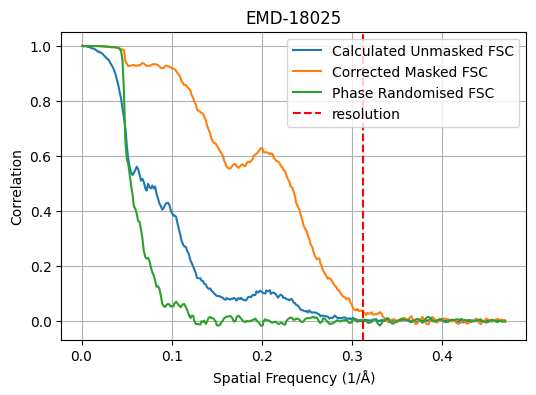 EMD-18025
Calculated Unmasked FSC
Corrected Masked FSC
Phase Randomised FSC
resolution
Correlation
1.0
0.8
0.6
0.4
0.2
0.0
0.0 0.1 0.2 0.3 0.4
Spatial Frequency (1/Å)